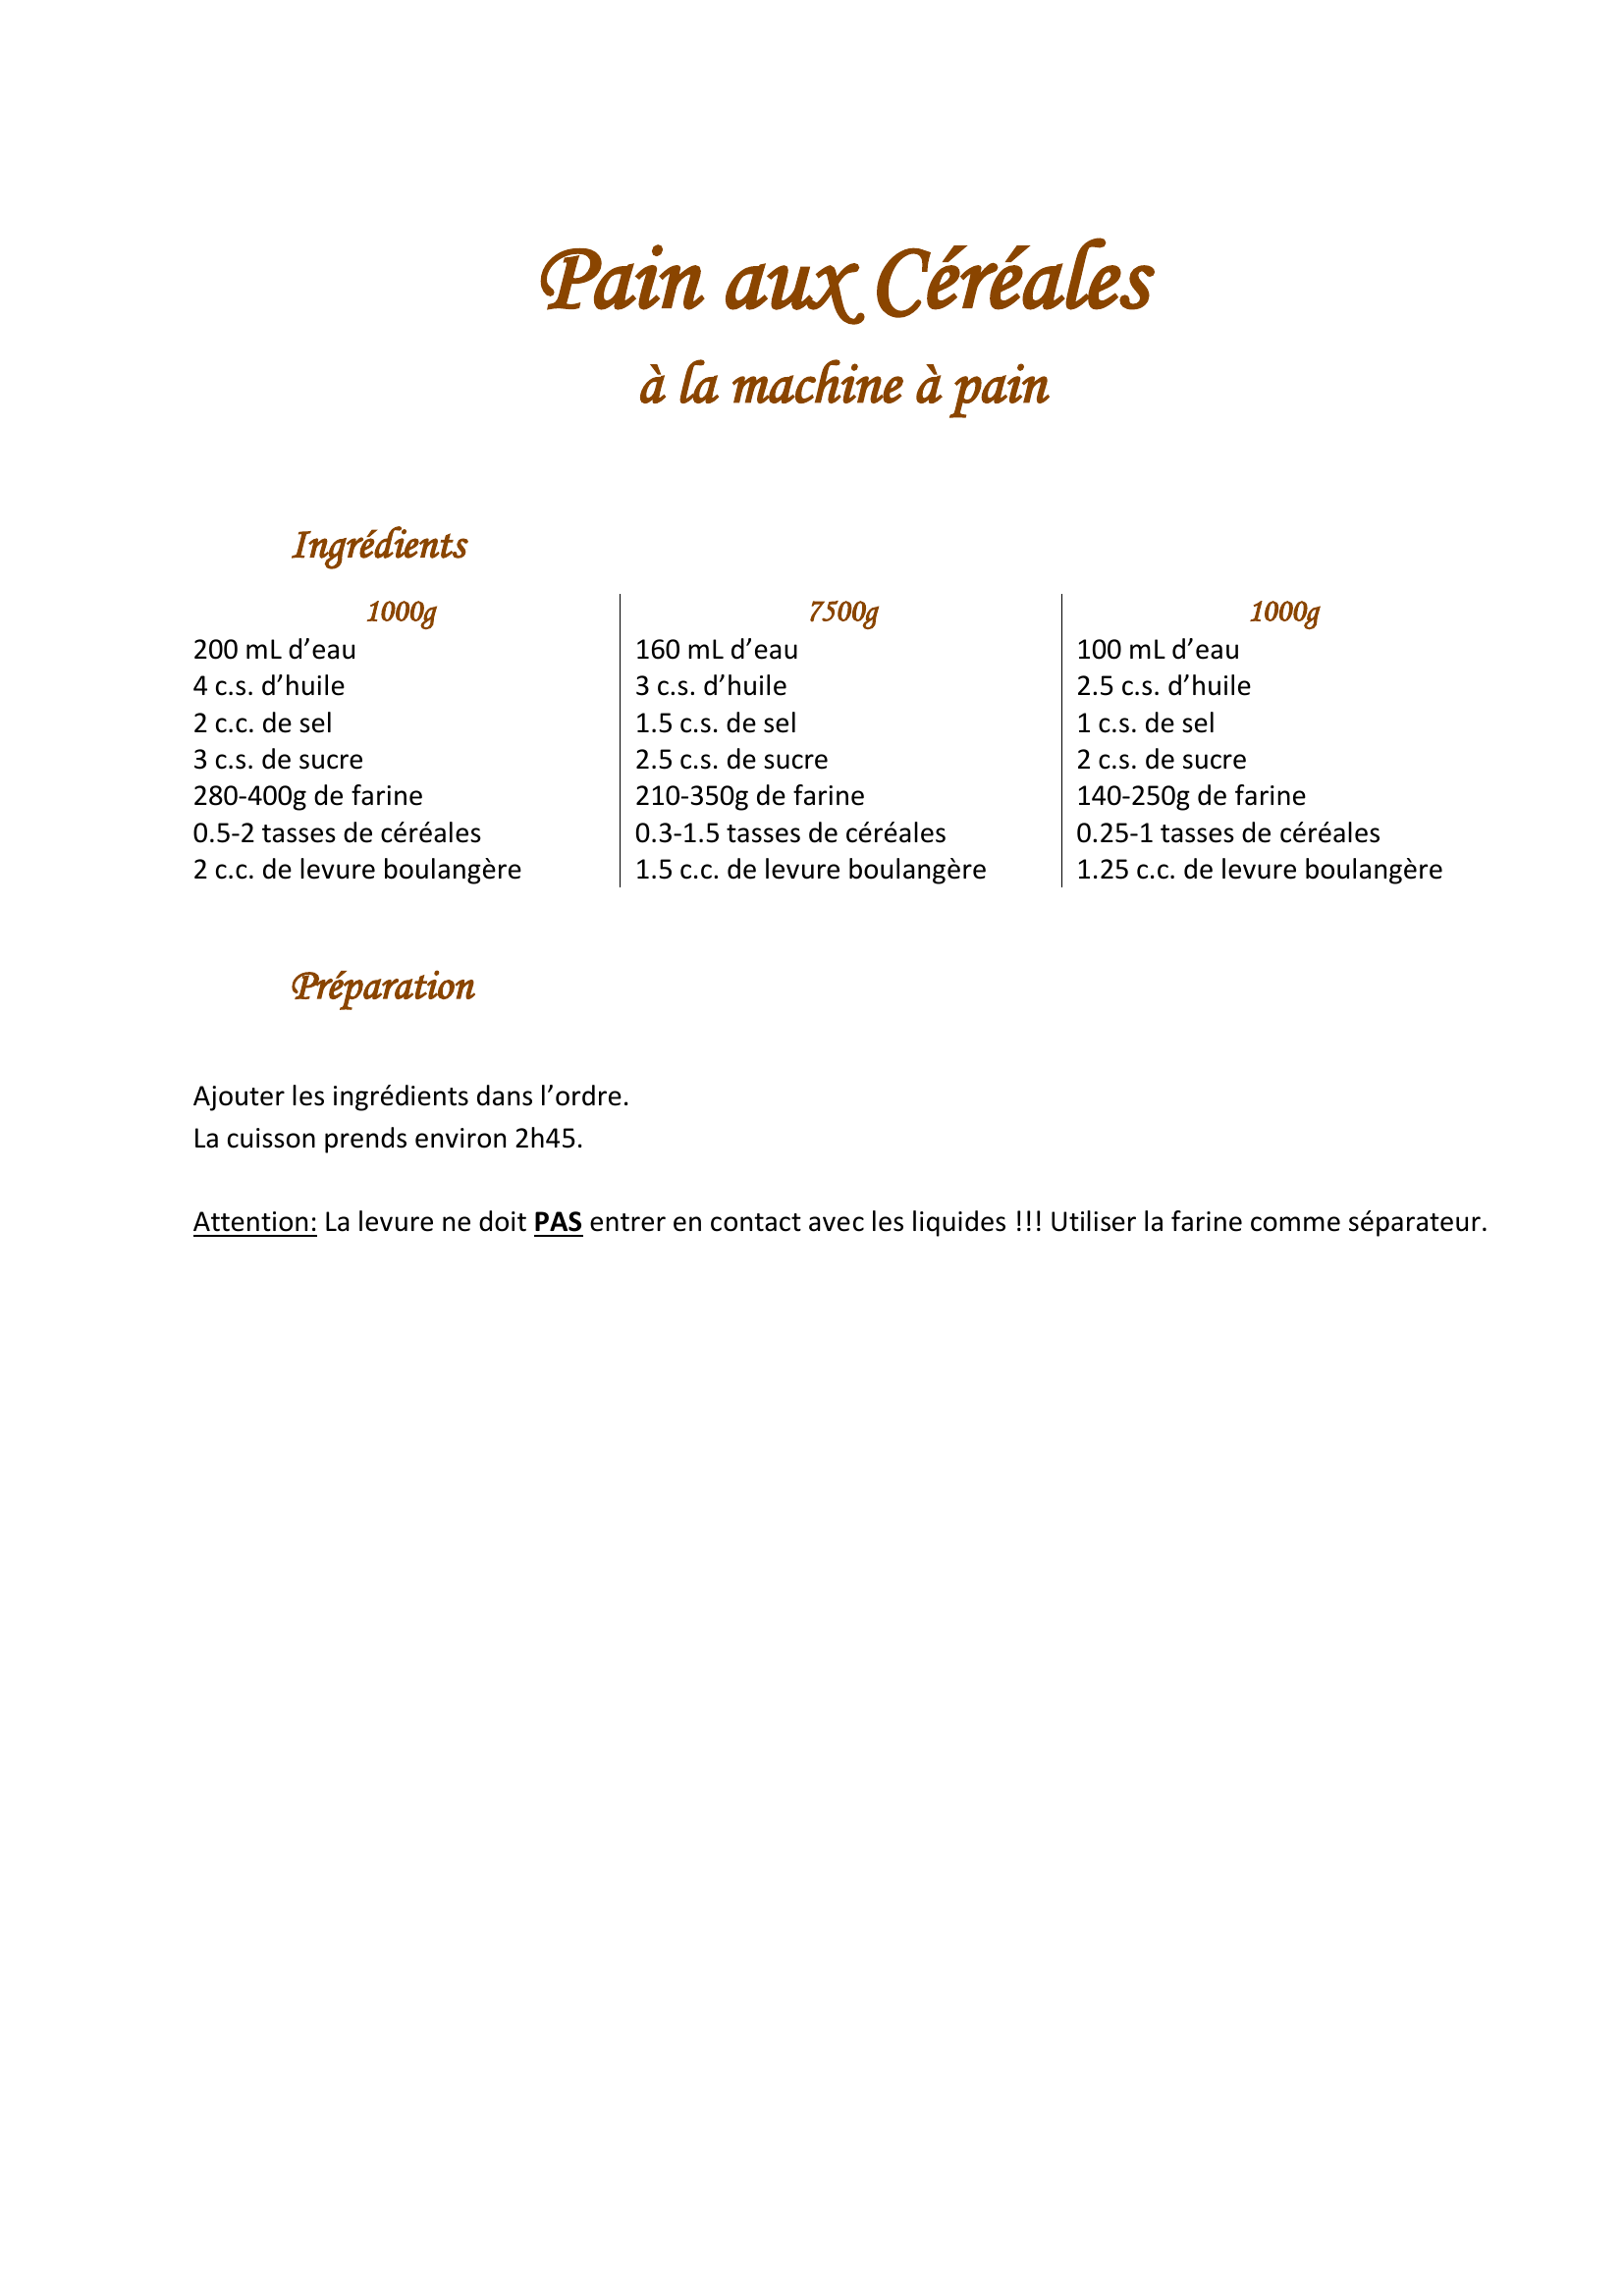 Pain aux Céréales
à la machine à pain
Ingrédients
1000g
200 mL d’eau
4 c.s. d’huile
2 c.c. de sel
3 c.s. de sucre
280-400g de farine
0.5-2 tasses de céréales
2 c.c. de levure boulangère
7500g
160 mL d’eau
3 c.s. d’huile
1.5 c.s. de sel
2.5 c.s. de sucre
210-350g de farine
0.3-1.5 tasses de céréales
1.5 c.c. de levure boulangère
1000g
100 mL d’eau
2.5 c.s. d’huile
1 c.s. de sel
2 c.s. de sucre
140-250g de farine
0.25-1 tasses de céréales
1.25 c.c. de levure boulangère
Préparation
Ajouter les ingrédients dans l’ordre.
La cuisson prends environ 2h45.
Attention: La levure ne doit PAS entrer en contact avec les liquides !!! Utiliser la farine comme séparateur.